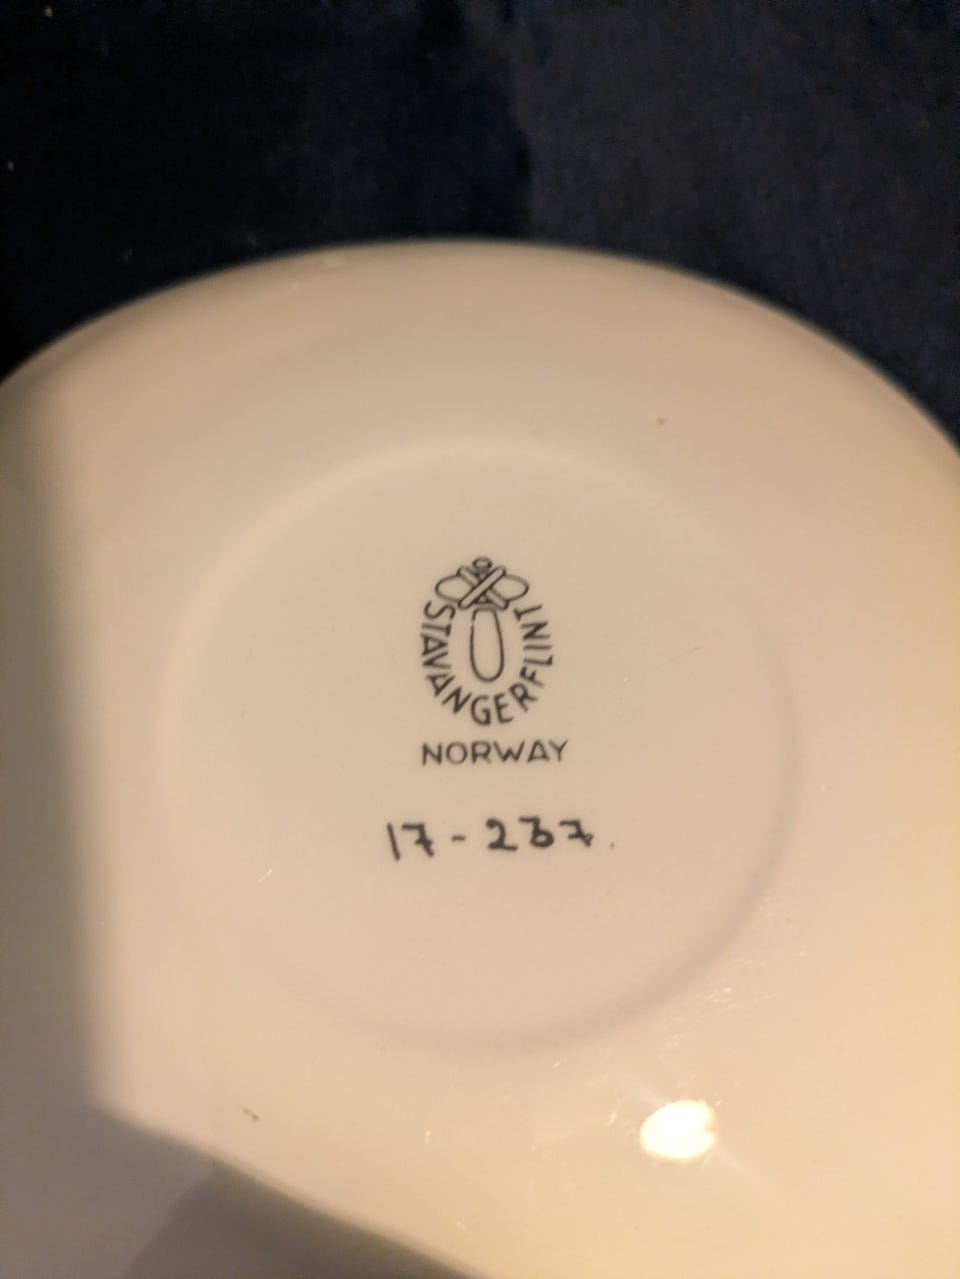 STAVANGERFLINT
NORWAY
17-237.